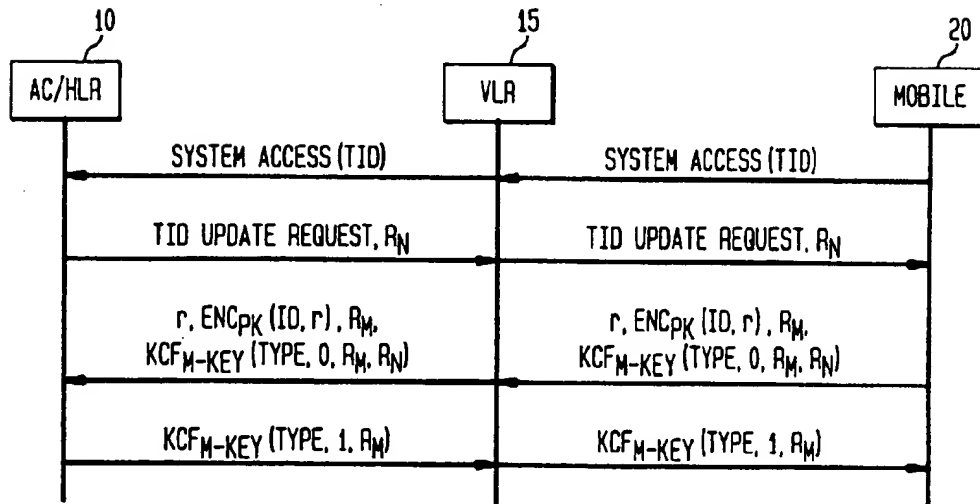 10
15
20
AC/HLR
VLR
MOBILE
SYSTEM ACCESS (TID)
SYSTEM ACCESS (TID)
TID UPDATE REQUEST, RN
TID UPDATE REQUEST, RN
r, ENCPK (ID, r), RM,
KCFM-KEY (TYPE, 0, RM, RN)
r, ENCPK (ID, r), RM,
KCFM-KEY (TYPE, 0, RM, RN)
KCFM-KEY (TYPE, 1, RM)
KCFM-KEY (TYPE, 1, RM)